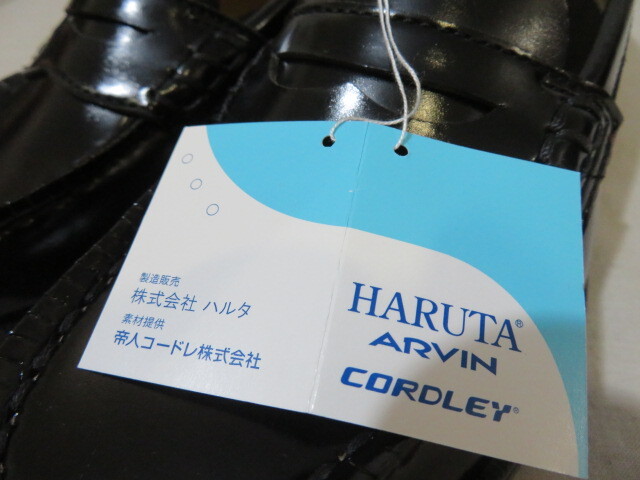 製造販売
株式会社 ハルタ
素材提供
帝人コードレ株式会社
HARUTA®
ARVIN
CORDLEY®